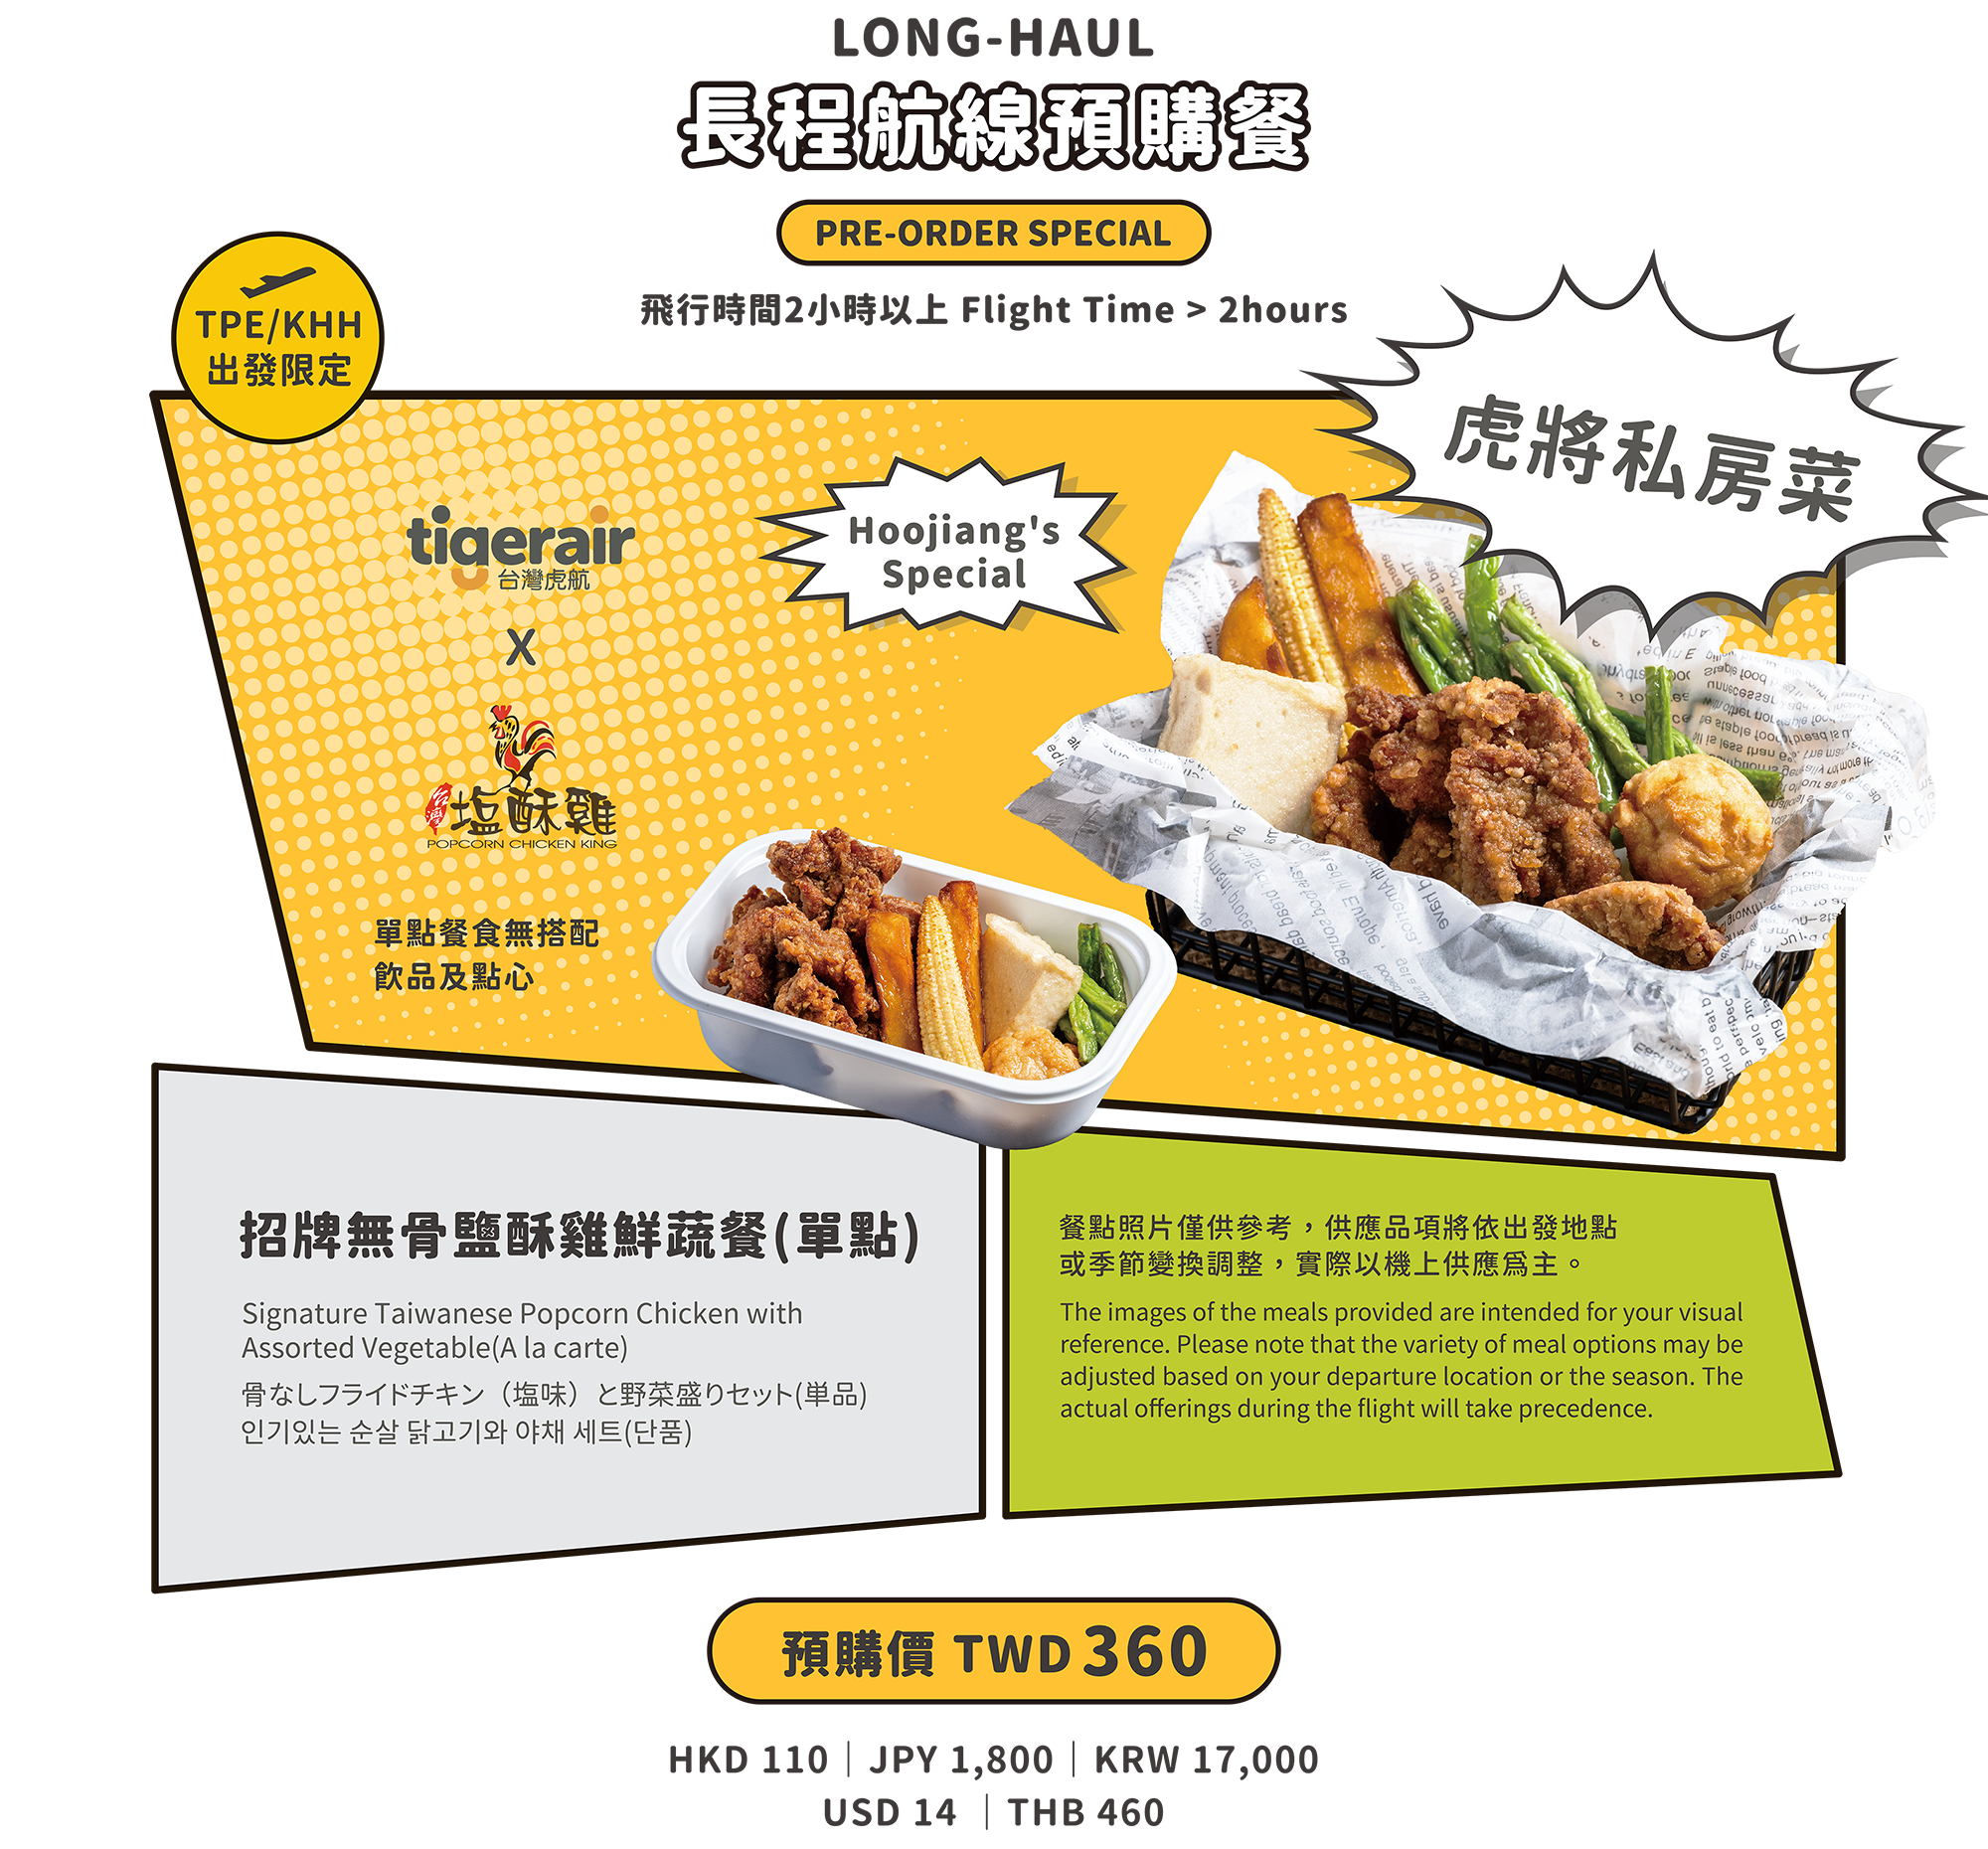 LONG-HAUL
長程航線預購餐
PRE-ORDER SPECIAL
飛行時間2小時以上 Flight Time > 2hours
TPE/KHH
出發限定
虎將私房菜
Hoojiang's
Special
tigerair
台灣虎航
X
台灣
塩酥雞
POPCORN CHICKEN KING
單點餐食無搭配
飲品及點心
招牌無骨鹽酥雞鮮蔬餐(單點)
Signature Taiwanese Popcorn Chicken with
Assorted Vegetable(A la carte)
骨なしフライドチキン（塩味）と野菜盛りセット(単品)
인기있는 순살 닭고기와 야채 세트(단품)
餐點照片僅供參考，供應品項將依出發地點
或季節變換調整，實際以機上供應為主。
The images of the meals provided are intended for your visual
reference. Please note that the variety of meal options may be
adjusted based on your departure location or the season. The
actual offerings during the flight will take precedence.
預購價 TWD 360
HKD 110｜JPY 1,800｜KRW 17,000
USD 14 ｜THB 460